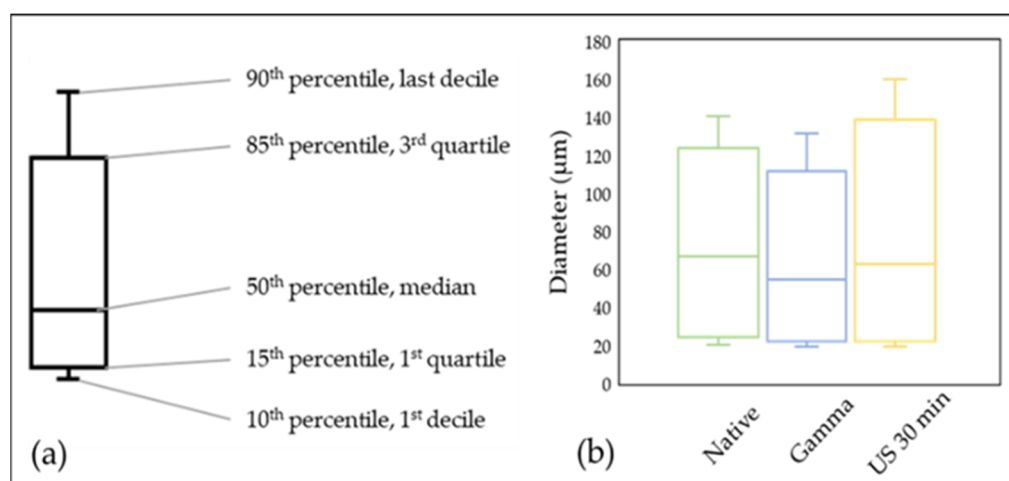 90th percentile, last decile
85th percentile, 3rd quartile
50th percentile, median
15th percentile, 1st quartile
10th percentile, 1st decile
(a)
Diameter (µm)
180
160
140
120
100
80
60
40
20
0
Native
Gamma
US 30 min
(b)